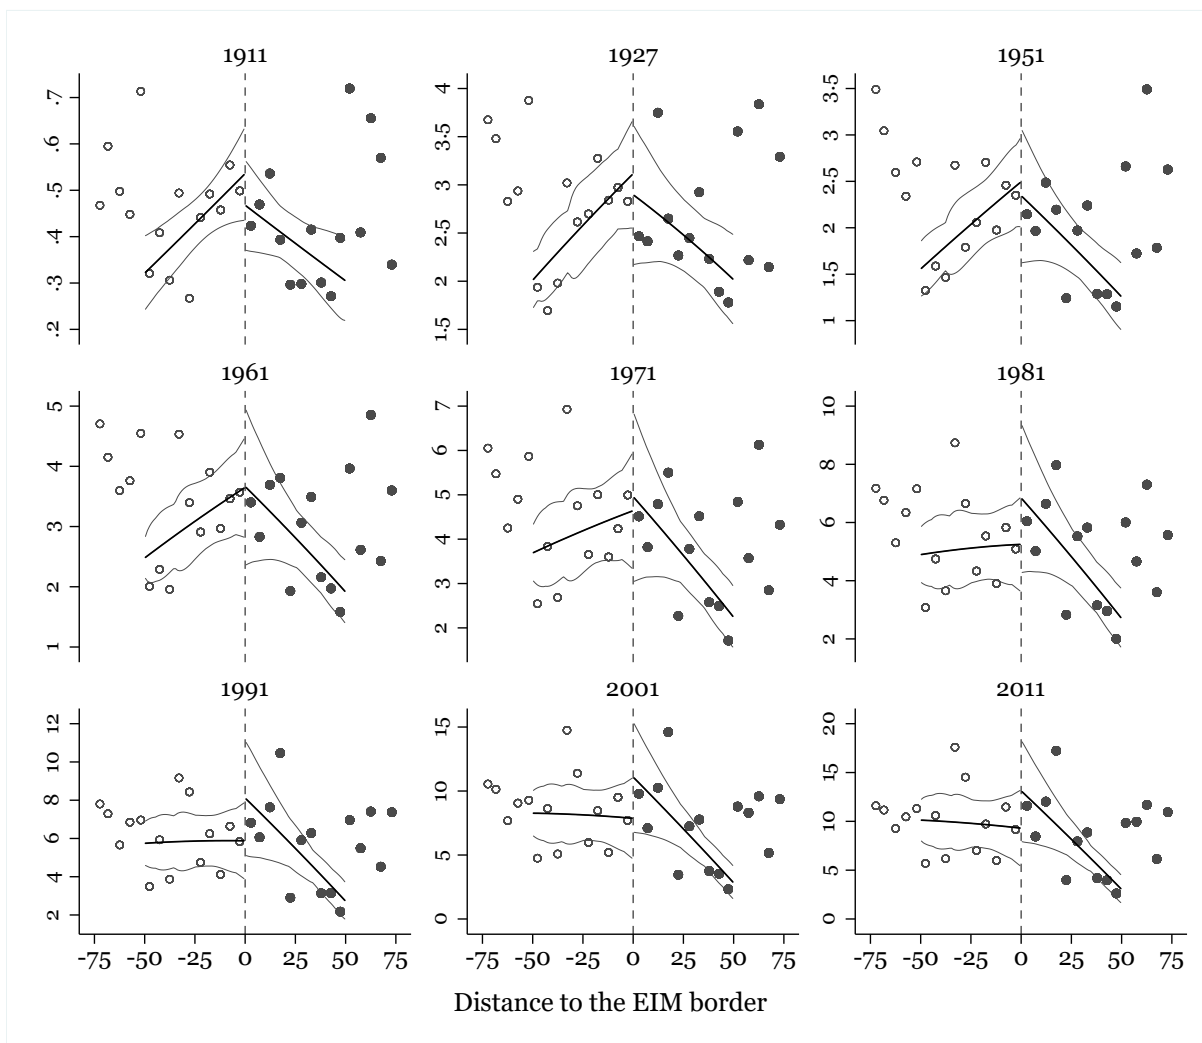 1911 1927 1951
.7 .6 .5 .4 .3 .2
4 3.5 3 2.5 2 1.5
3.5 3 2.5 2 1.5 1
1961 1971 1981
5 4 3 2 1
7 6 5 4 3 2
10 8 6 4 2
1991 2001 2011
12 10 8 6 4 2
15 10 5 0
20 15 10 5 0
-75 -50 -25 0 25 50 75 -75 -50 -25 0 25 50 75 -75 -50 -25 0 25 50 75
Distance to the EIM border